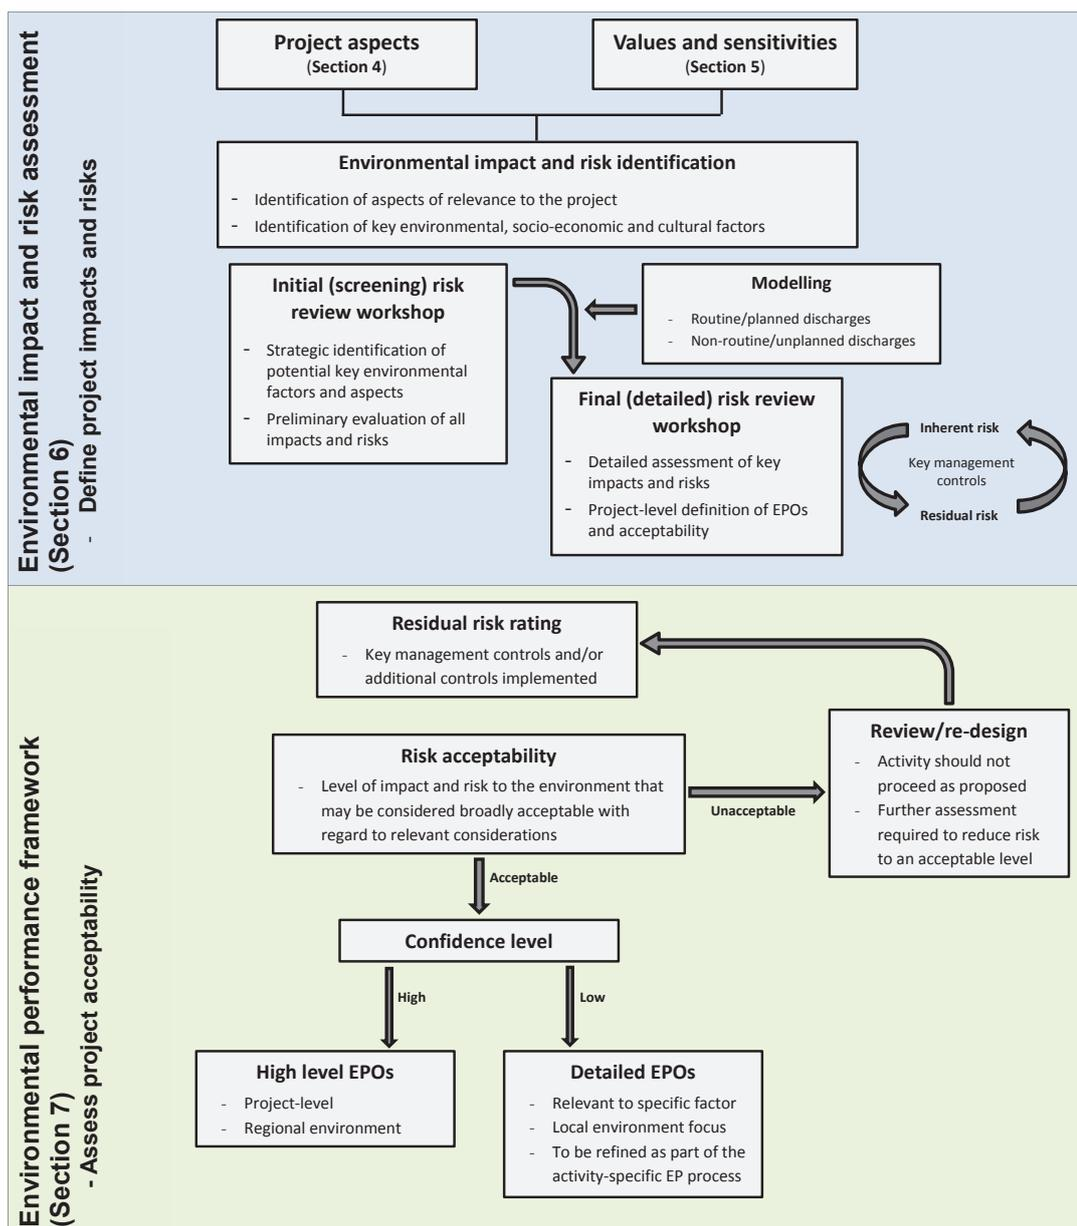 Environmental impact and risk assessment
(Section 6)
- Define project impacts and risks
Project aspects
(Section 4)
Values and sensitivities
(Section 5)
Environmental impact and risk identification
- Identification of aspects of relevance to the project
- Identification of key environmental, socio-economic and cultural factors
Initial (screening) risk
review workshop
- Strategic identification of
potential key environmental
factors and aspects
- Preliminary evaluation of all
impacts and risks
Modelling
- Routine/planned discharges
- Non-routine/unplanned discharges
Final (detailed) risk review
workshop
- Detailed assessment of key
impacts and risks
- Project-level definition of EPOs
and acceptability
Inherent risk
Key management
controls
Residual risk
Environmental performance framework
(Section 7)
- Assess project acceptability
Residual risk rating
- Key management controls and/or
additional controls implemented
Risk acceptability
- Level of impact and risk to the environment that
may be considered broadly acceptable with
regard to relevant considerations
Unacceptable
Review/re-design
- Activity should not
proceed as proposed
- Further assessment
required to reduce risk
to an acceptable level
Acceptable
Confidence level
High
Low
High level EPOs
- Project-level
- Regional environment
Detailed EPOs
- Relevant to specific factor
- Local environment focus
- To be refined as part of the
activity-specific EP process